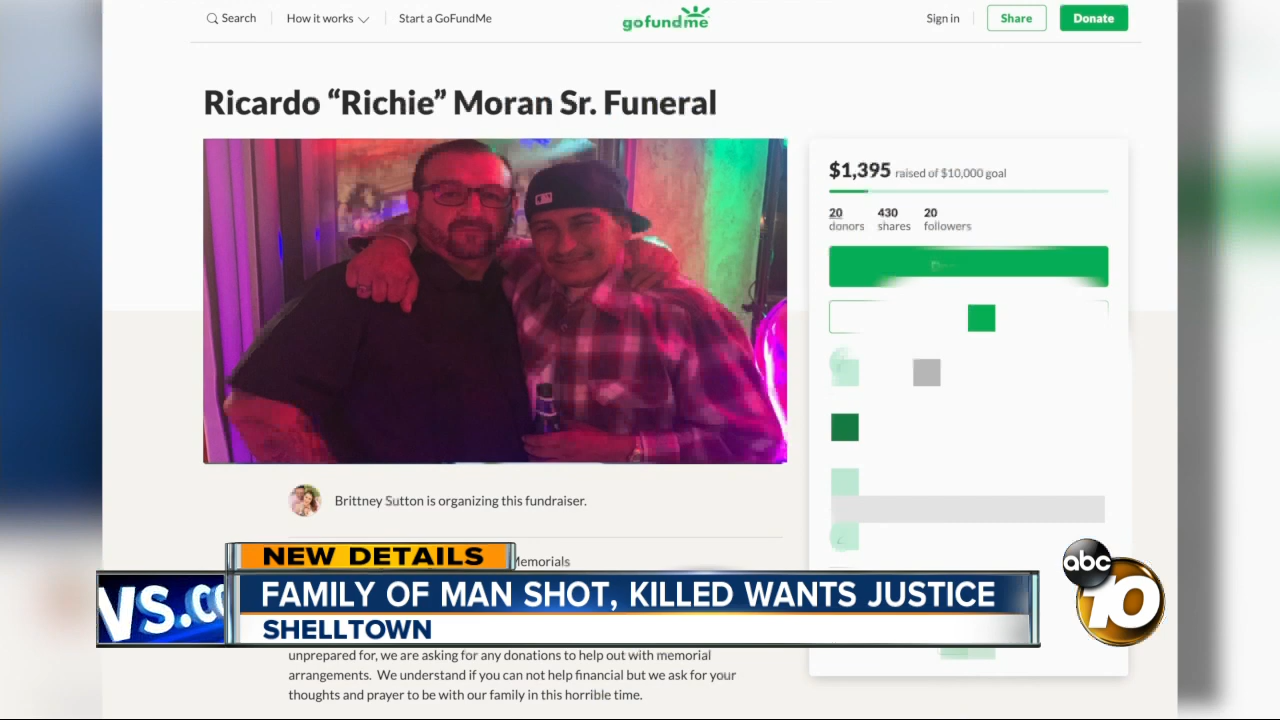 Search
How it works
Start a GoFundMe
gofundme
Sign in
Share
Donate
Ricardo “Richie” Moran Sr. Funeral
$1,395 raised of $10,000 goal
20 430 20
donors shares followers
Brittney Sutton is organizing this fundraiser.
Memorials
NEW DETAILS
VS.CO
FAMILY OF MAN SHOT, KILLED WANTS JUSTICE
SHELLTOWN
abc
10
unprepared for, we are asking for any donations to help out with memorial
arrangements. We understand if you can not help financial but we ask for your
thoughts and prayer to be with our family in this horrible time.